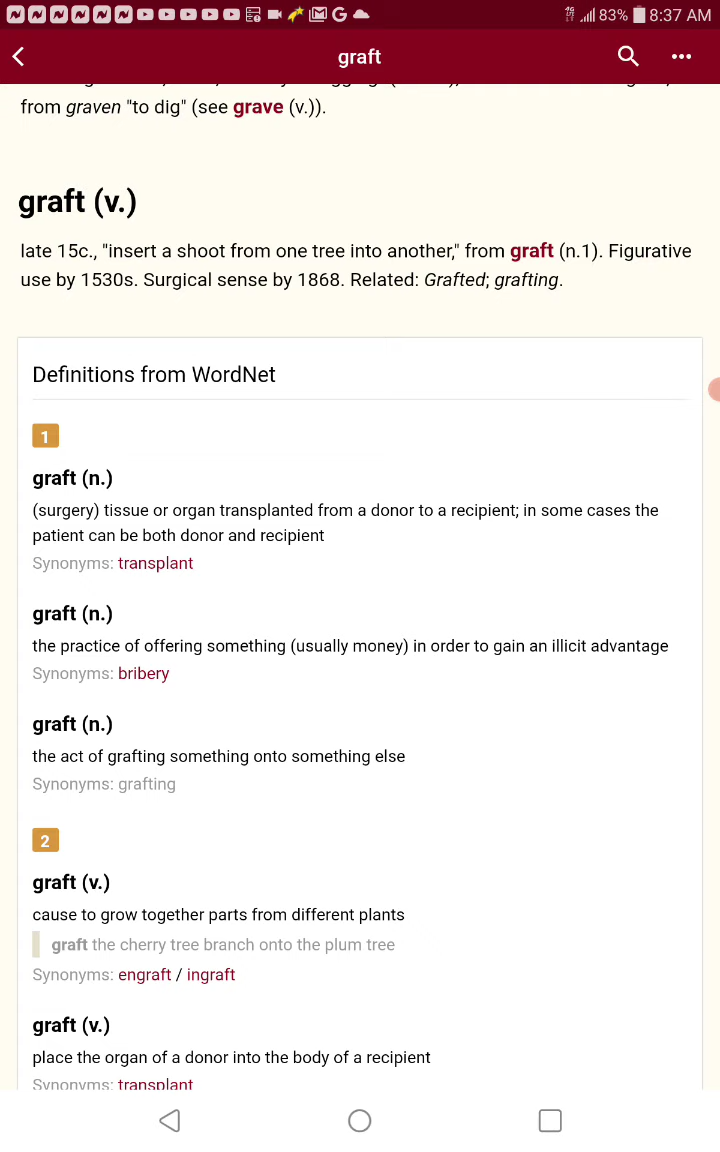 83% 8:37 AM
graft
from graven "to dig" (see grave (v.)).
graft (v.)
late 15c., "insert a shoot from one tree into another," from graft (n.1). Figurative
use by 1530s. Surgical sense by 1868. Related: Grafted; grafting.
Definitions from WordNet
1
graft (n.)
(surgery) tissue or organ transplanted from a donor to a recipient; in some cases the
patient can be both donor and recipient
Synonyms: transplant
graft (n.)
the practice of offering something (usually money) in order to gain an illicit advantage
Synonyms: bribery
graft (n.)
the act of grafting something onto something else
Synonyms: grafting
2
graft (v.)
cause to grow together parts from different plants
graft the cherry tree branch onto the plum tree
Synonyms: engraft / ingraft
graft (v.)
place the organ of a donor into the body of a recipient
Synonyms: transplant